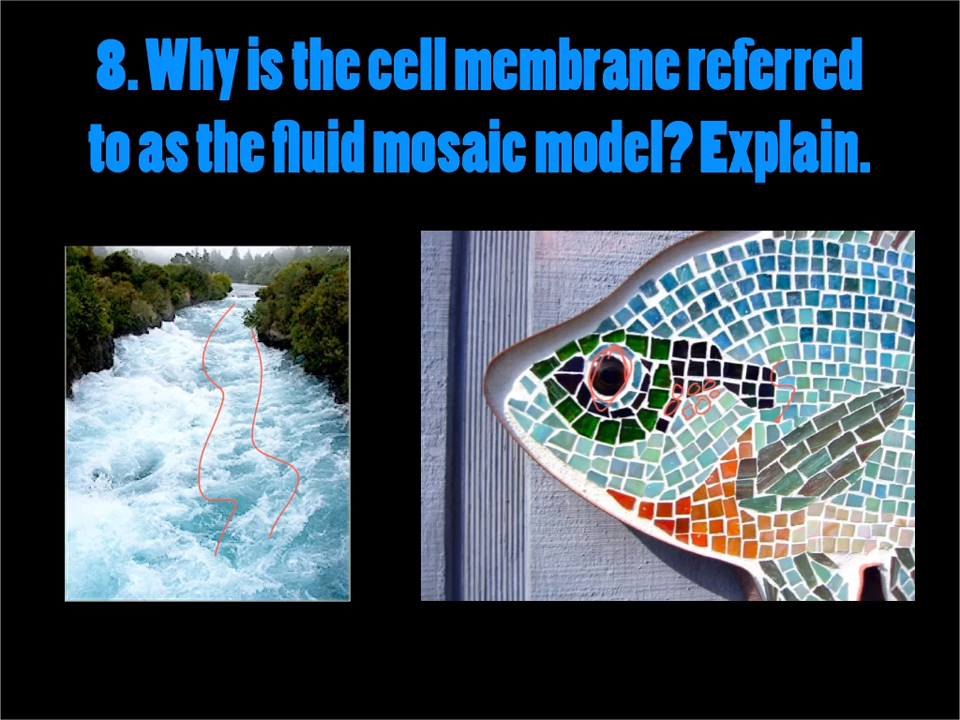 8. Why is the cell membrane referred
to as the fluid mosaic model? Explain.